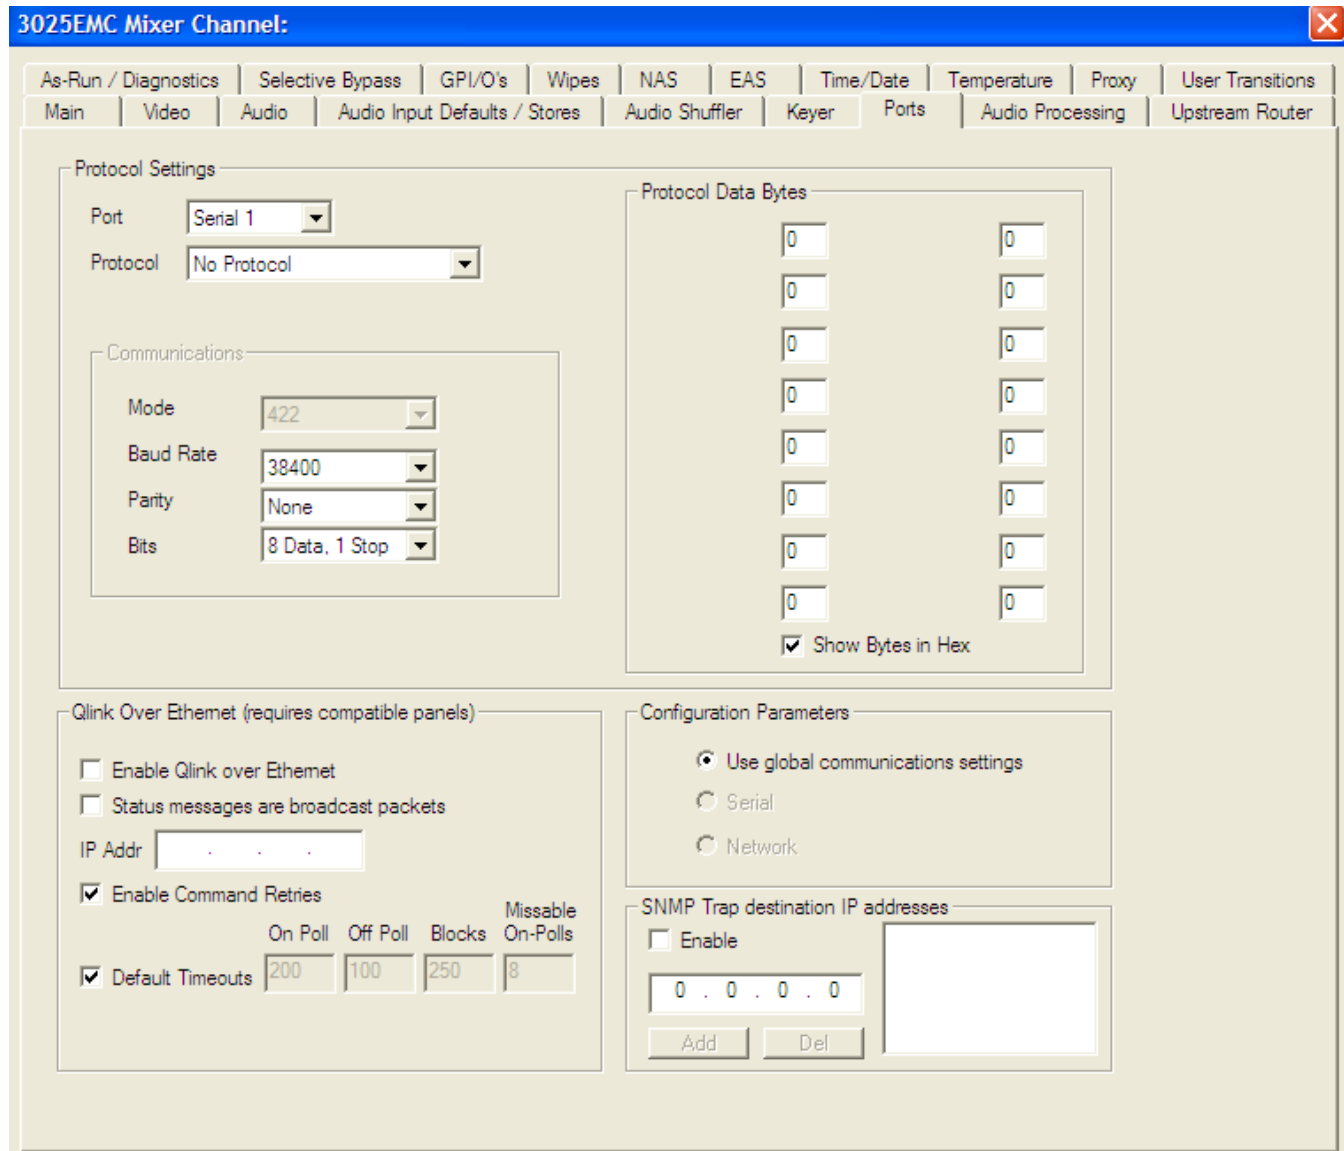 3025EMC Mixer Channel:
As-Run / Diagnostics Selective Bypass GPI/O's Wipes NAS EAS Time/Date Temperature Proxy User Transitions
Main Video Audio Audio Input Defaults / Stores Audio Shuffler Keyer Ports Audio Processing Upstream Router
Protocol Settings
Port Serial 1
Protocol No Protocol
Communications
Mode 422
Baud Rate 38400
Parity None
Bits 8 Data, 1 Stop
Protocol Data Bytes
0 0
0 0
0 0
0 0
0 0
0 0
0 0
0 0
Show Bytes in Hex
Qlink Over Ethernet (requires compatible panels)
Enable Qlink over Ethernet
Status messages are broadcast packets
IP Addr . . .
Enable Command Retries
On Poll Off Poll Blocks Missable On-Polls
Default Timeouts 200 100 250 8
Configuration Parameters
Use global communications settings
Serial
Network
SNMP Trap destination IP addresses
Enable
0 . 0 . 0 . 0
Add Del